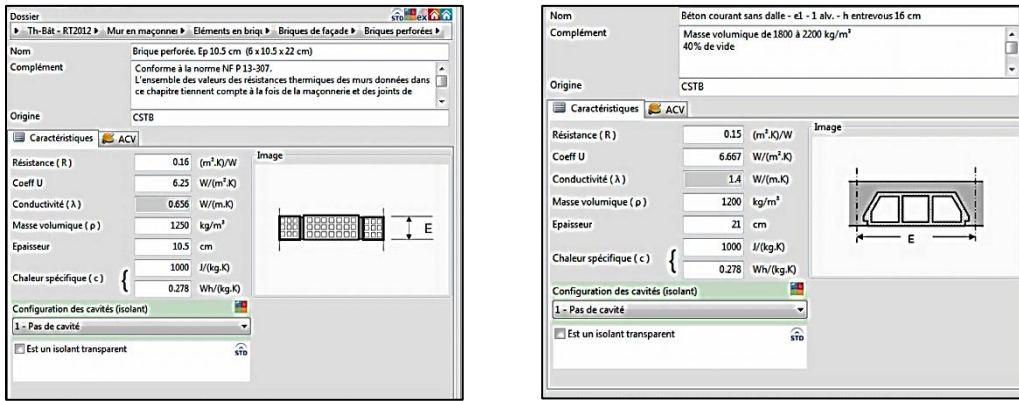 Dossier
STD ex
Th-Bât - RT2012 Mur en maçonnei Eléments en briqu Briques de façade Briques perforées
Nom Brique perforée. Ep 10.5 cm (6 x 10.5 x 22 cm)
Complément Conforme à la norme NF P 13-307.
L'ensemble des valeurs des résistances thermiques des murs données dans
ce chapitre tiennent compte à la fois de la maçonnerie et des joints de
Origine CSTB
Caractéristiques ACV
Résistance ( R ) 0.16 (m².K)/W Image
Coeff U 6.25 W/(m².K)
Conductivité ( λ ) 0.656 W/(m.K)
Masse volumique ( ρ ) 1250 kg/m³
E
Epaisseur 10.5 cm
Chaleur spécifique ( c ) { 1000 J/(kg.K)
0.278 Wh/(kg.K)
Configuration des cavités (isolant)
1 - Pas de cavité
Est un isolant transparent STD
Nom Béton courant sans dalle - e1 - 1 alv. - h entrevous 16 cm
Complément Masse volumique de 1800 à 2200 kg/m³
40% de vide
Origine CSTB
Caractéristiques ACV
Résistance ( R ) 0.15 (m².K)/W Image
Coeff U 6.667 W/(m².K)
Conductivité ( λ ) 1.4 W/(m.K)
Masse volumique ( ρ ) 1200 kg/m³
Epaisseur 21 cm
E
Chaleur spécifique ( c ) { 1000 J/(kg.K)
0.278 Wh/(kg.K)
Configuration des cavités (isolant)
1 - Pas de cavité
Est un isolant transparent STD